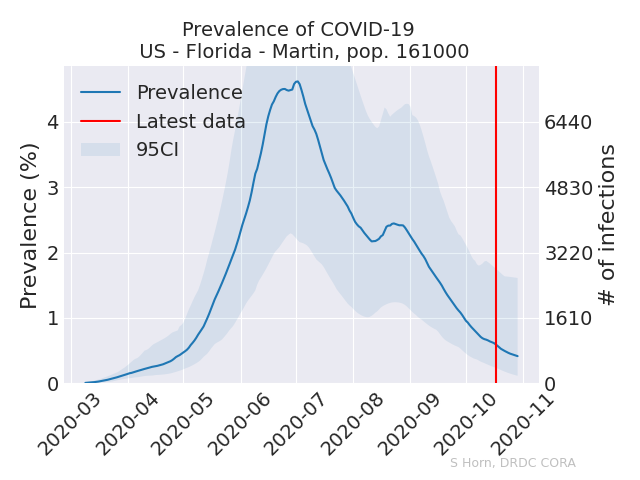 Prevalence of COVID-19
US - Florida - Martin, pop. 161000
Prevalence
Latest data
95CI
Prevalence (%)
4
3
2
1
0
6440
4830
3220
1610
0
# of infections
2020-03
2020-04
2020-05
2020-06
2020-07
2020-08
2020-09
2020-10
2020-11
S Horn, DRDC CORA